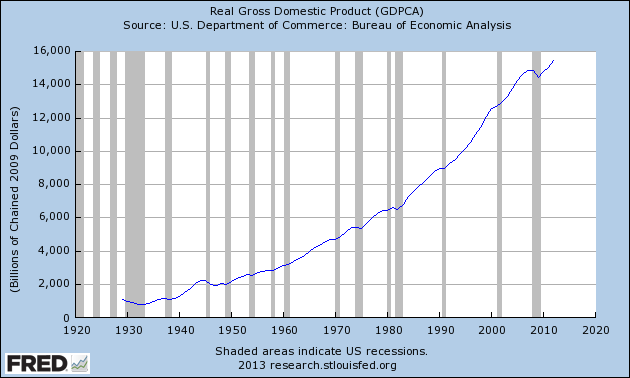 Real Gross Domestic Product (GDPCA)
Source: U.S. Department of Commerce: Bureau of Economic Analysis
(Billions of Chained 2009 Dollars)
16,000
14,000
12,000
10,000
8,000
6,000
4,000
2,000
0
1920 1930 1940 1950 1960 1970 1980 1990 2000 2010 2020
Shaded areas indicate US recessions.
2013 research.stlouisfed.org
FRED